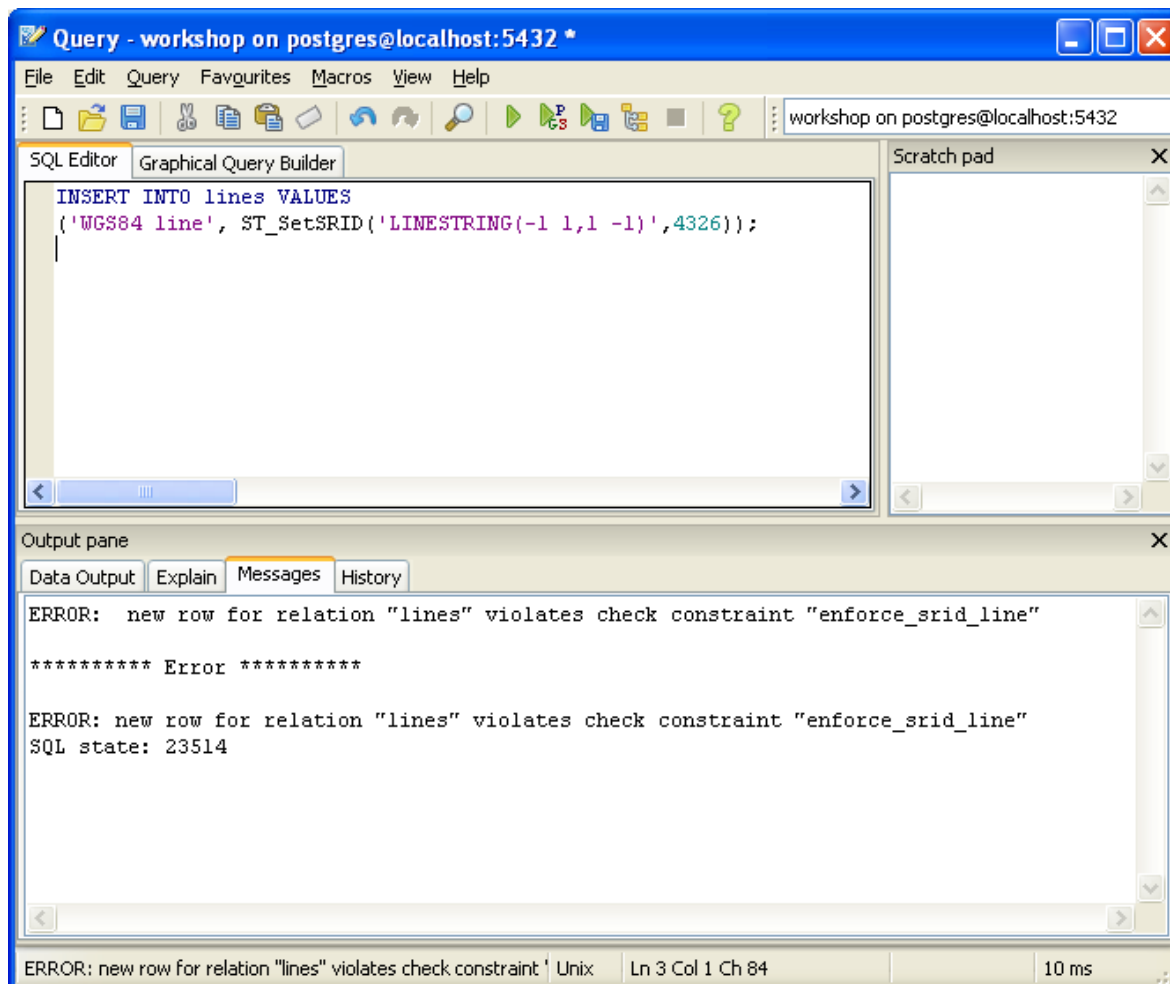 Query - workshop on postgres@localhost:5432 *
File Edit Query Favourites Macros View Help
workshop on postgres@localhost:5432
SQL Editor Graphical Query Builder
Scratch pad
INSERT INTO lines VALUES
('WGS84 line', ST_SetSRID('LINESTRING(-1 1,1 -1)',4326));
Output pane
Data Output Explain Messages History
ERROR:  new row for relation "lines" violates check constraint "enforce_srid_line"
********** Error **********
ERROR: new row for relation "lines" violates check constraint "enforce_srid_line"
SQL state: 23514
ERROR: new row for relation "lines" violates check constraint ' Unix Ln 3 Col 1 Ch 84 10 ms